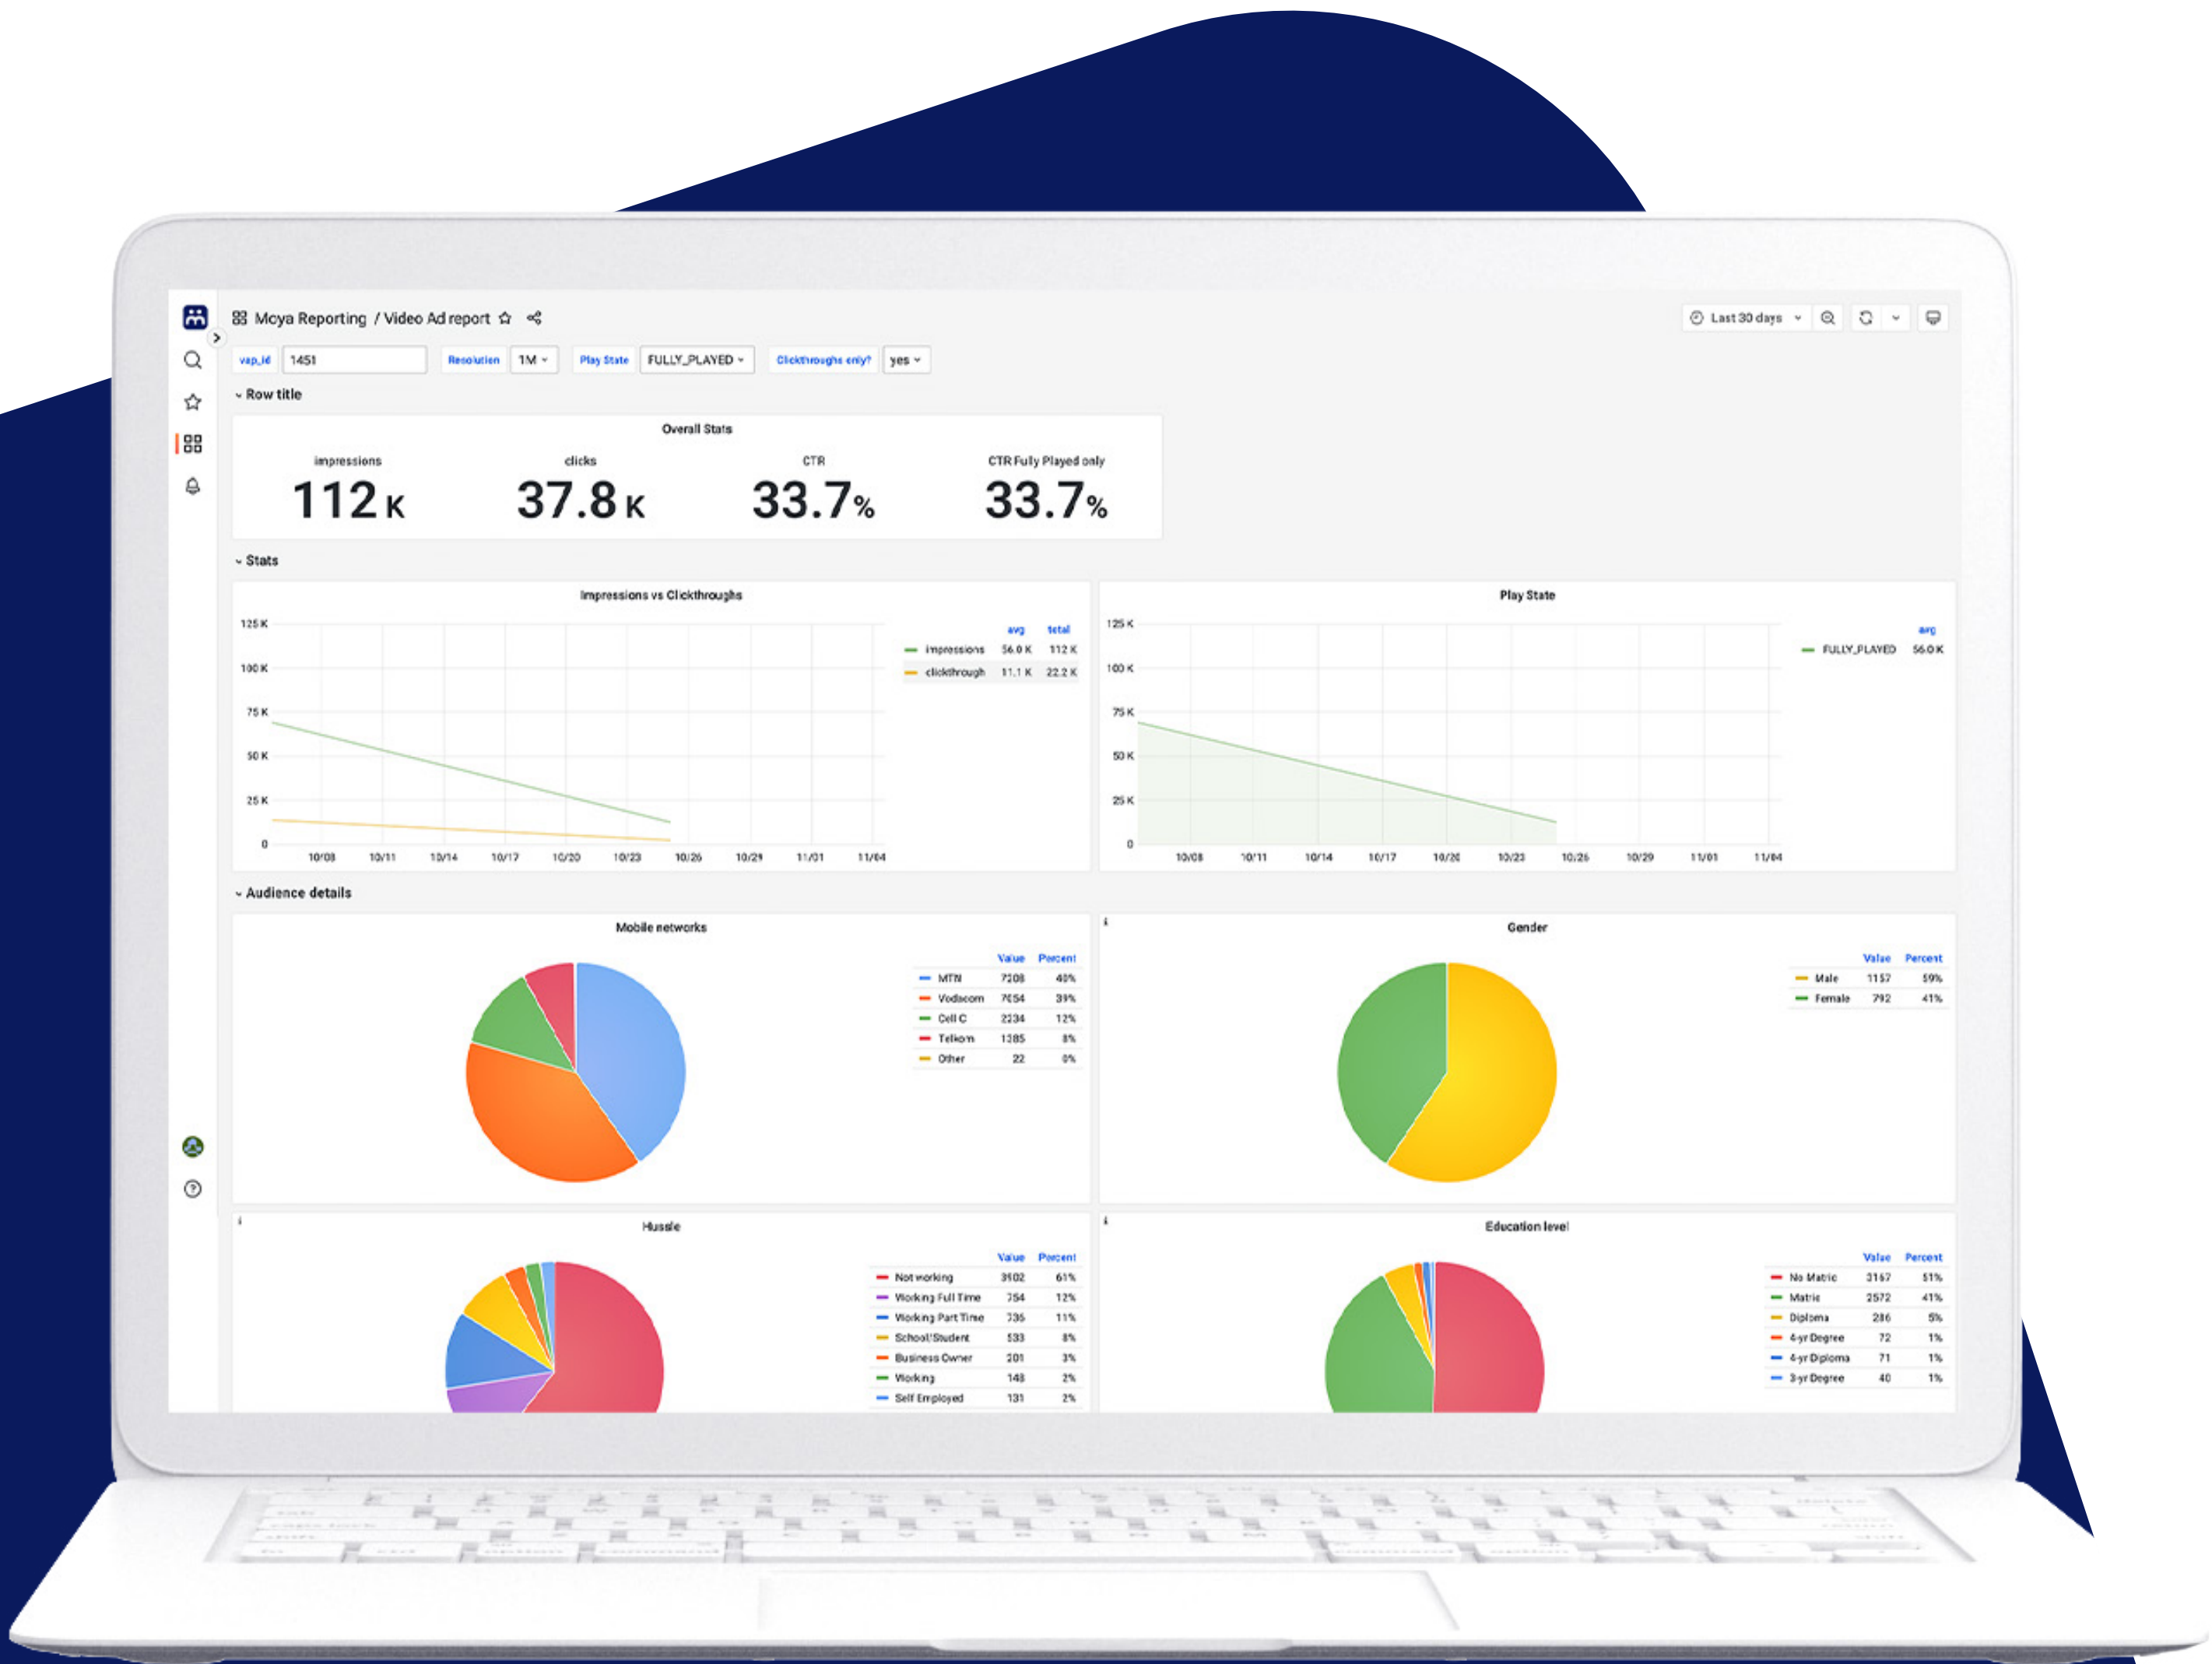 Moya Reporting / Video Ad report
Last 30 days
vap_id 1451 Resolution 1M Play State FULLY_PLAYED Clickthroughs only? yes
Row title
Overall Stats
impressions clicks CTR CTR Fully Played only
112 K 37.8 K 33.7% 33.7%
Stats
Impressions vs Clickthroughs
125 K
100 K
75 K
50 K
25 K
0
10/08 10/11 10/14 10/17 10/20 10/23 10/26 10/29 11/01 11/04
avg total
impressions 56.0 K 112 K
clickthrough 11.1 K 22.2 K
Play State
125 K
100 K
75 K
50 K
25 K
0
10/08 10/11 10/14 10/17 10/20 10/23 10/26 10/29 11/01 11/04
avg
FULLY_PLAYED 56.0 K
Audience details
Mobile networks
Value Percent
MTN 7208 40%
Vodacom 7054 39%
Cell C 2234 12%
Telkom 1385 8%
Other 22 0%
Gender
Value Percent
Male 1157 59%
Female 792 41%
Hussle
Value Percent
Not working 3902 61%
Working Full Time 754 12%
Working Part Time 736 11%
School/Student 533 8%
Business Owner 201 3%
Working 148 2%
Self Employed 131 2%
Education level
Value Percent
No Matric 3167 51%
Matric 2572 41%
Diploma 286 5%
4-yr Degree 72 1%
4-yr Diploma 71 1%
3-yr Degree 40 1%
option command
command option